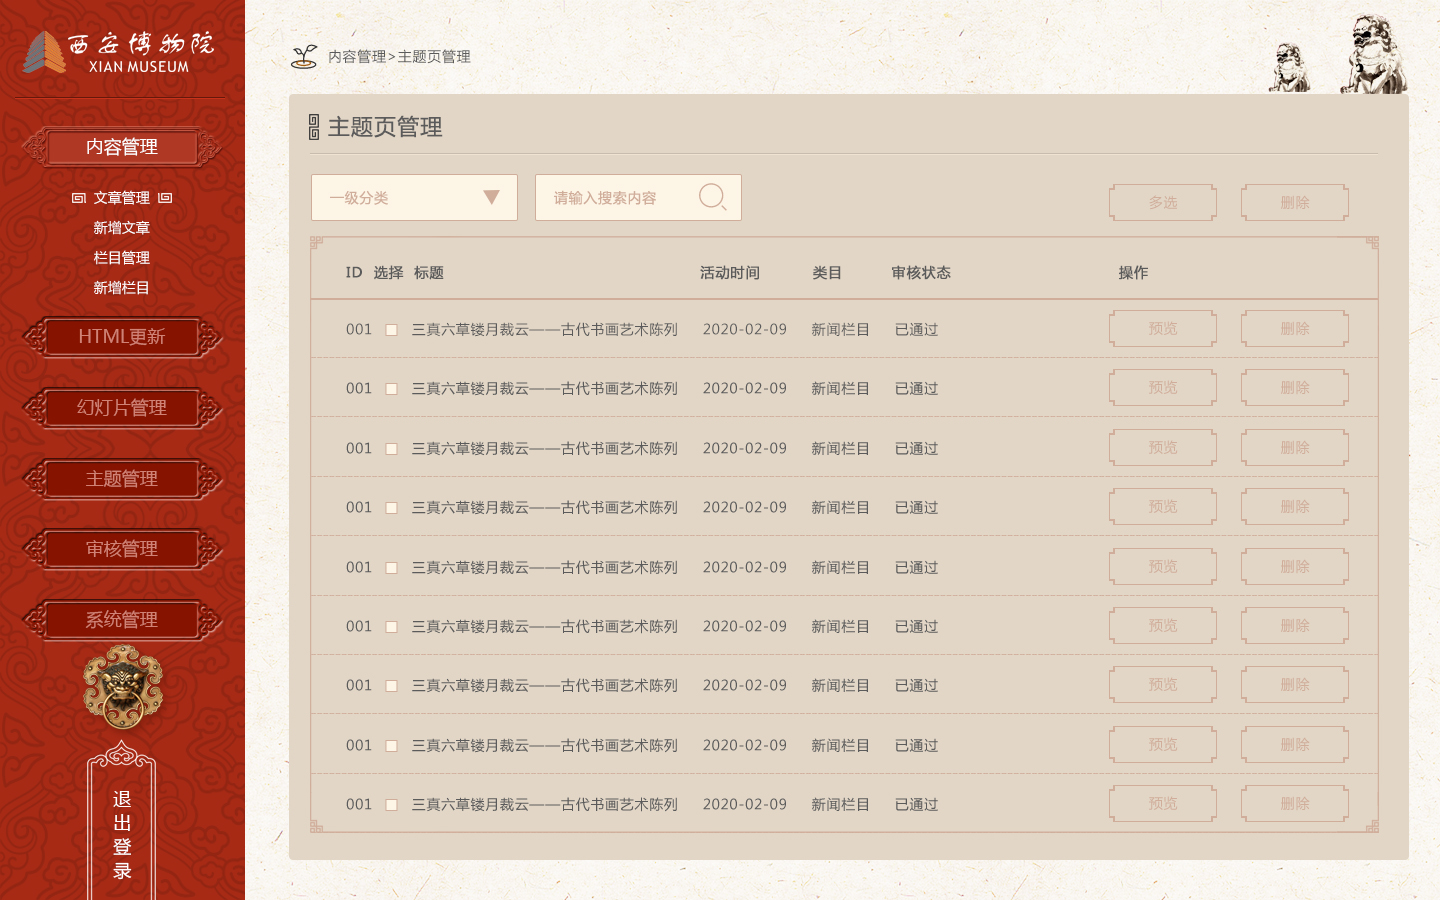 西安博物院
XIAN MUSEUM
内容管理
文章管理
新增文章
栏目管理
新增栏目
HTML更新
幻灯片管理
主题管理
审核管理
系统管理
退出登录
内容管理>主题页管理
主题页管理
一级分类
请输入搜索内容
多选 删除
ID 选择 标题 活动时间 类目 审核状态 操作
001 三真六草镂月裁云——古代书画艺术陈列 2020-02-09 新闻栏目 已通过 预览 删除
001 三真六草镂月裁云——古代书画艺术陈列 2020-02-09 新闻栏目 已通过 预览 删除
001 三真六草镂月裁云——古代书画艺术陈列 2020-02-09 新闻栏目 已通过 预览 删除
001 三真六草镂月裁云——古代书画艺术陈列 2020-02-09 新闻栏目 已通过 预览 删除
001 三真六草镂月裁云——古代书画艺术陈列 2020-02-09 新闻栏目 已通过 预览 删除
001 三真六草镂月裁云——古代书画艺术陈列 2020-02-09 新闻栏目 已通过 预览 删除
001 三真六草镂月裁云——古代书画艺术陈列 2020-02-09 新闻栏目 已通过 预览 删除
001 三真六草镂月裁云——古代书画艺术陈列 2020-02-09 新闻栏目 已通过 预览 删除
001 三真六草镂月裁云——古代书画艺术陈列 2020-02-09 新闻栏目 已通过 预览 删除